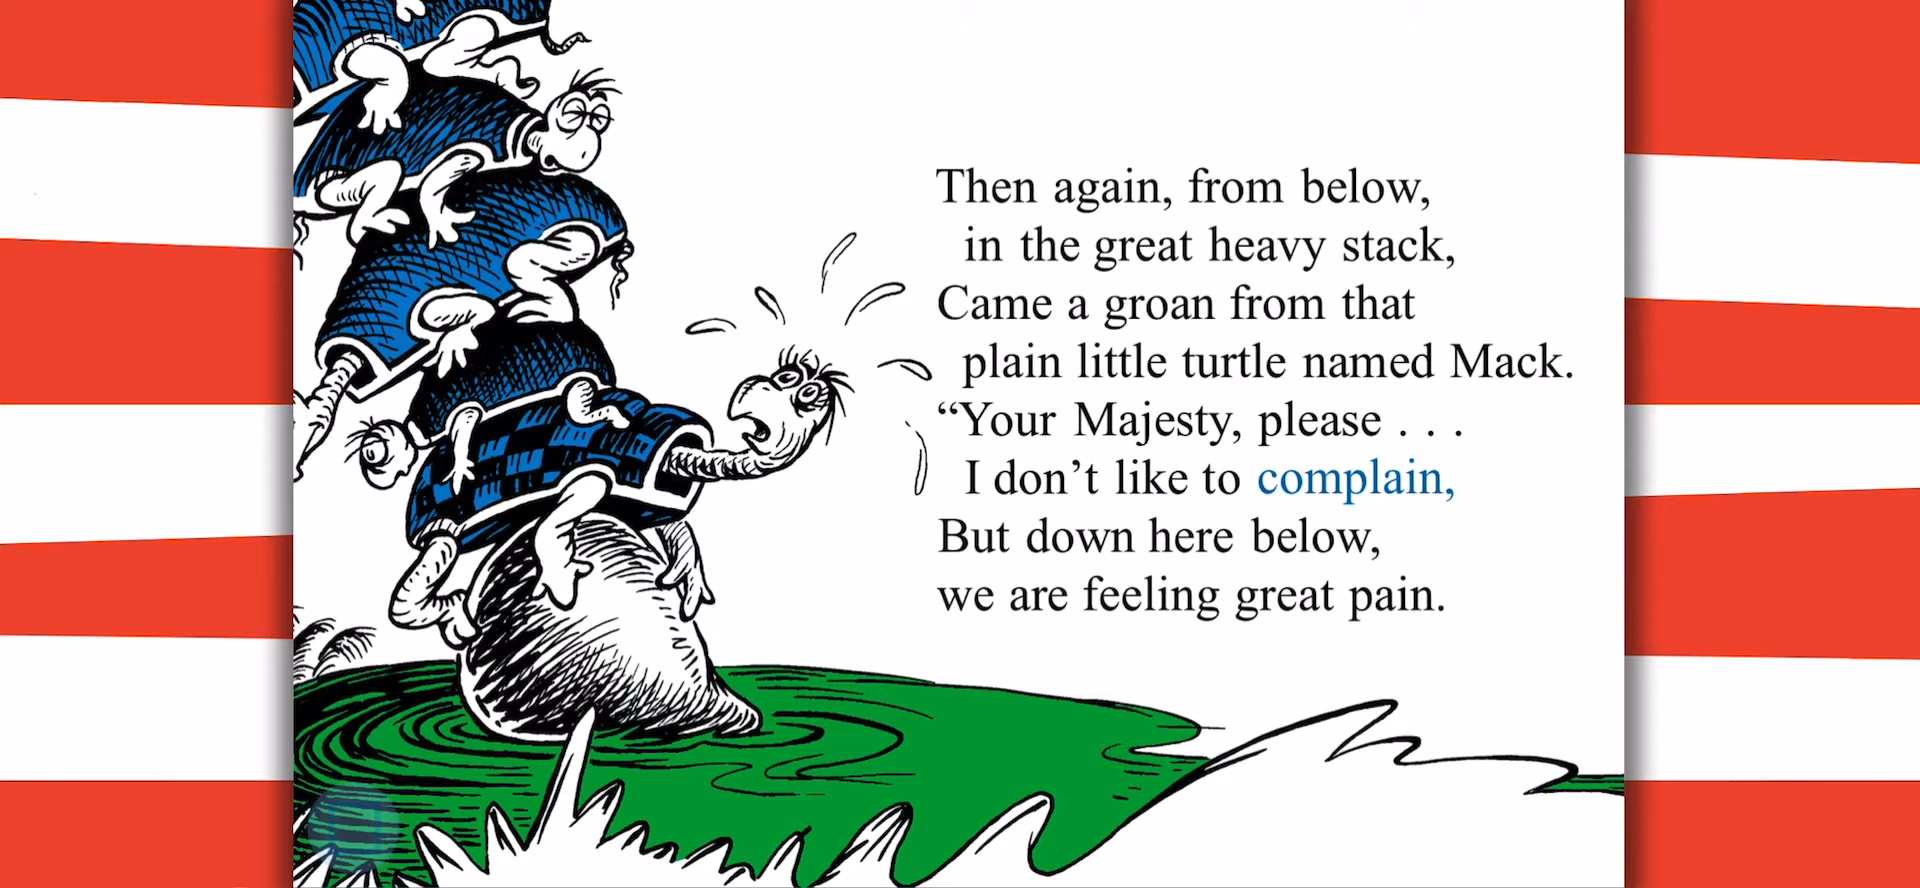 Then again, from below,
in the great heavy stack,
Came a groan from that
plain little turtle named Mack.
“Your Majesty, please . . .
I don’t like to complain,
But down here below,
we are feeling great pain.